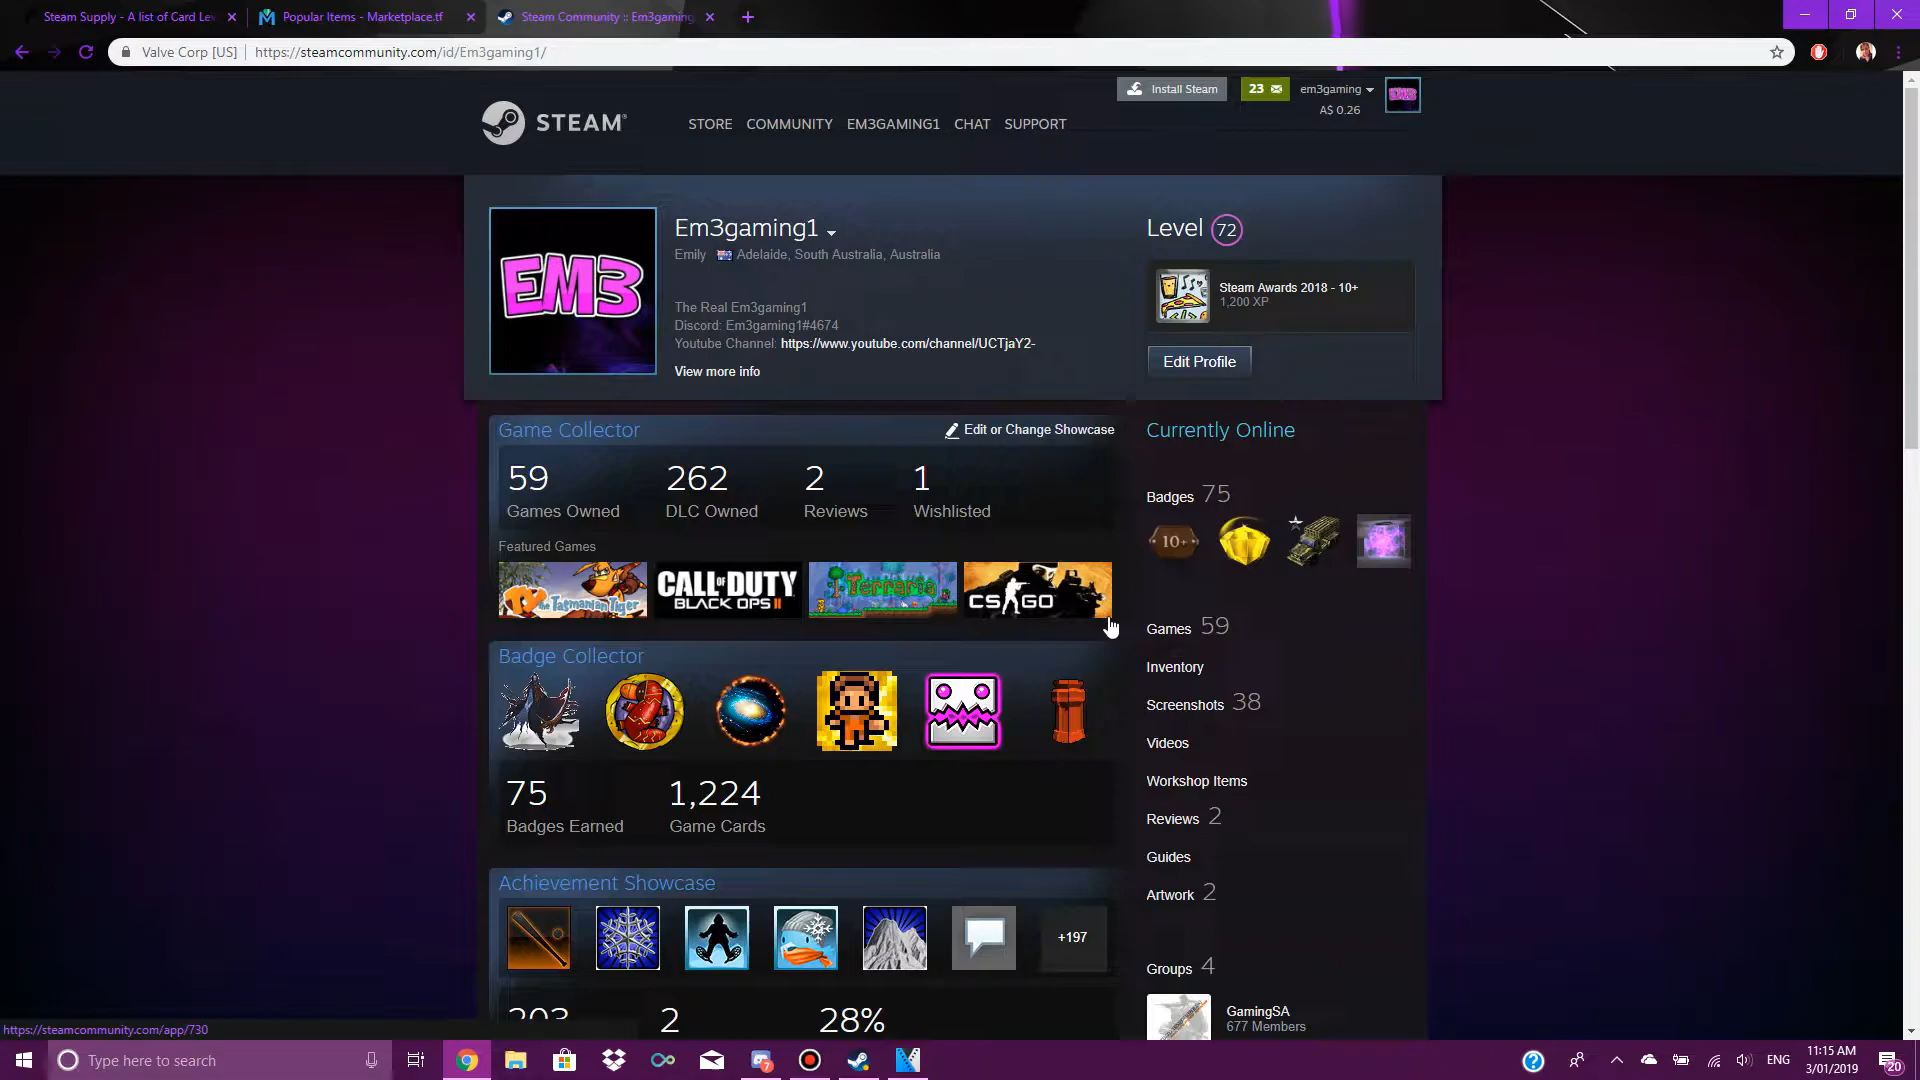 Steam Supply - A list of Card Lev
Popular Items - Marketplace.tf
Steam Community :: Em3gaming
Valve Corp [US]
https://steamcommunity.com/id/Em3gaming1/
Install Steam
23
em3gaming
A$ 0.26
STEAM®
STORE
COMMUNITY
EM3GAMING1
CHAT
SUPPORT
EM3
Em3gaming1
Emily Adelaide, South Australia, Australia
The Real Em3gaming1
Discord: Em3gaming1#4674
Youtube Channel: https://www.youtube.com/channel/UCTjaY2-
View more info
Level 72
Steam Awards 2018 - 10+
1,200 XP
Edit Profile
Game Collector
Edit or Change Showcase
59
262
2
1
Games Owned
DLC Owned
Reviews
Wishlisted
Featured Games
TY the Tasmanian Tiger
CALL OF DUTY
BLACK OPS II
Terraria
CS GO
Badge Collector
75
1,224
Badges Earned
Game Cards
Achievement Showcase
+197
203
2
28%
Currently Online
Badges 75
10+
Games 59
Inventory
Screenshots 38
Videos
Workshop Items
Reviews 2
Guides
Artwork 2
Groups 4
GamingSA
677 Members
https://steamcommunity.com/app/730
Type here to search
7
ENG
11:15 AM
3/01/2019
20